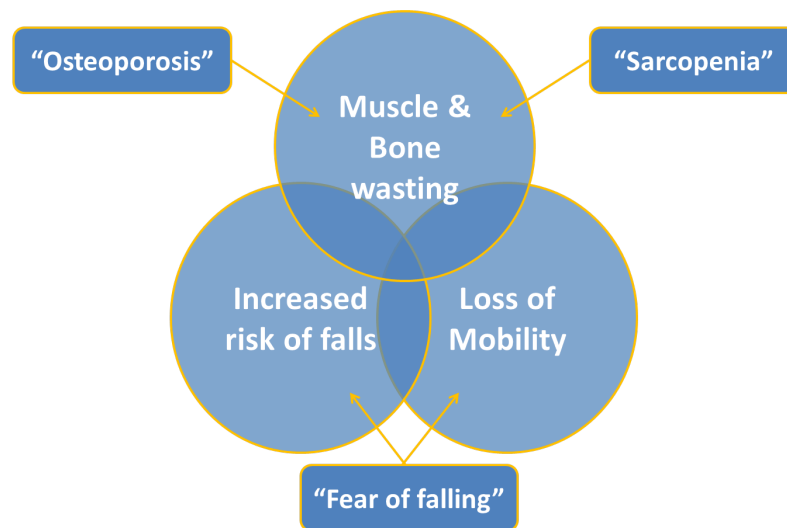 “Osteoporosis”
“Sarcopenia”
Muscle &
Bone
wasting
Increased
risk of falls
Loss of
Mobility
“Fear of falling”